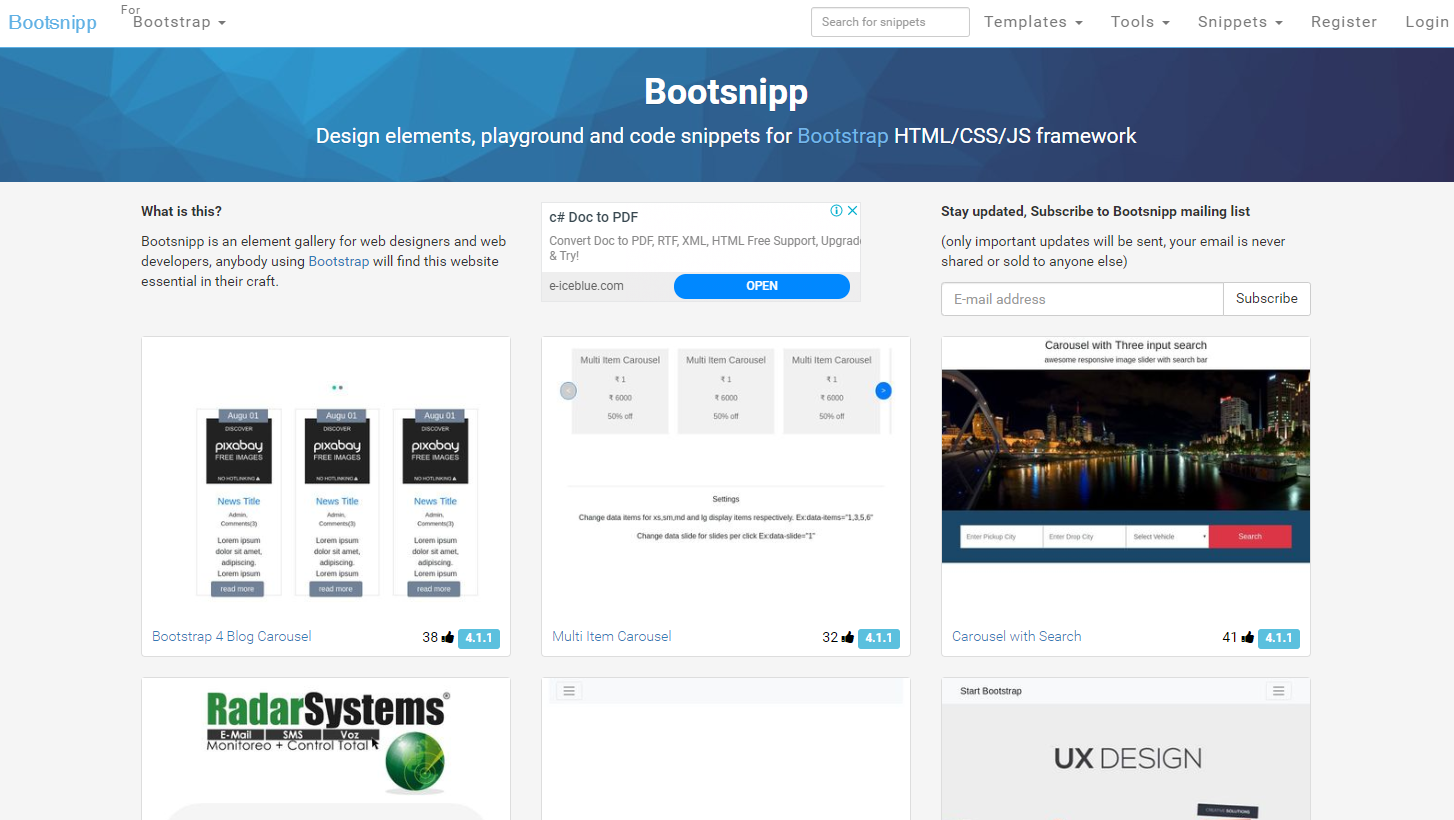 Bootsnipp
For
Bootstrap
Search for snippets
Templates
Tools
Snippets
Register
Login
Bootsnipp
Design elements, playground and code snippets for Bootstrap HTML/CSS/JS framework
What is this?
Bootsnipp is an element gallery for web designers and web
developers, anybody using Bootstrap will find this website
essential in their craft.
c# Doc to PDF
Convert Doc to PDF, RTF, XML, HTML Free Support, Upgrade
& Try!
e-iceblue.com
OPEN
Stay updated, Subscribe to Bootsnipp mailing list
(only important updates will be sent, your email is never
shared or sold to anyone else)
E-mail address
Subscribe
Augu 01
DISCOVER
pixabay
FREE IMAGES
NO HOTLINKING
News Title
Admin,
Comments(3)
Lorem ipsum
dolor sit amet,
adipiscing.
Lorem ipsum
read more
Augu 01
DISCOVER
pixabay
FREE IMAGES
NO HOTLINKING
News Title
Admin,
Comments(3)
Lorem ipsum
dolor sit amet,
adipiscing.
Lorem ipsum
read more
Augu 01
DISCOVER
pixabay
FREE IMAGES
NO HOTLINKING
News Title
Admin,
Comments(3)
Lorem ipsum
dolor sit amet,
adipiscing.
Lorem ipsum
read more
Bootstrap 4 Blog Carousel
38
4.1.1
Multi Item Carousel
₹ 1
₹ 6000
50% off
Multi Item Carousel
₹ 1
₹ 6000
50% off
Multi Item Carousel
₹ 1
₹ 6000
50% off
<
>
Settings
Change data items for xs,sm,md and lg display items respectively. Ex:data-items="1,3,5,6"
Change data slide for slides per click Ex:data-slide="1"
Multi Item Carousel
32
4.1.1
Carousel with Three input search
awesome responsive image slider with search bar
Enter Pickup City
Enter Drop City
Select Vehicle
Search
Carousel with Search
41
4.1.1
RadarSystems®
E-Mail SMS Voz
Monitoreo + Control Total
Start Bootstrap
UX DESIGN
CREATIVE SOLUTIONS